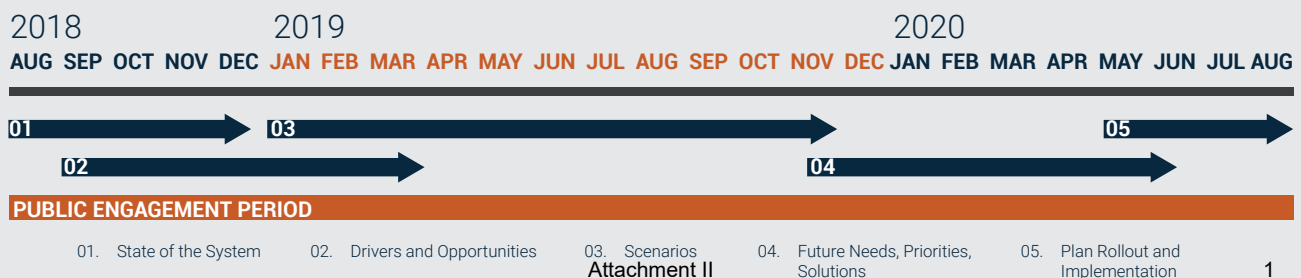 2018 2019 2020
AUG SEP OCT NOV DEC JAN FEB MAR APR MAY JUN JUL AUG SEP OCT NOV DEC JAN FEB MAR APR MAY JUN JUL AUG
01 03 05
02 04
PUBLIC ENGAGEMENT PERIOD
01. State of the System 02. Drivers and Opportunities 03. Scenarios 04. Future Needs, Priorities, 05. Plan Rollout and
Solutions Implementation
Attachment II 1